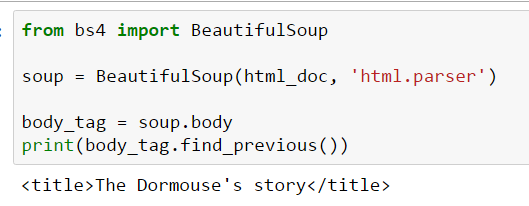 from bs4 import BeautifulSoup
soup = BeautifulSoup(html_doc, 'html.parser')
body_tag = soup.body
print(body_tag.find_previous())
<title>The Dormouse's story</title>